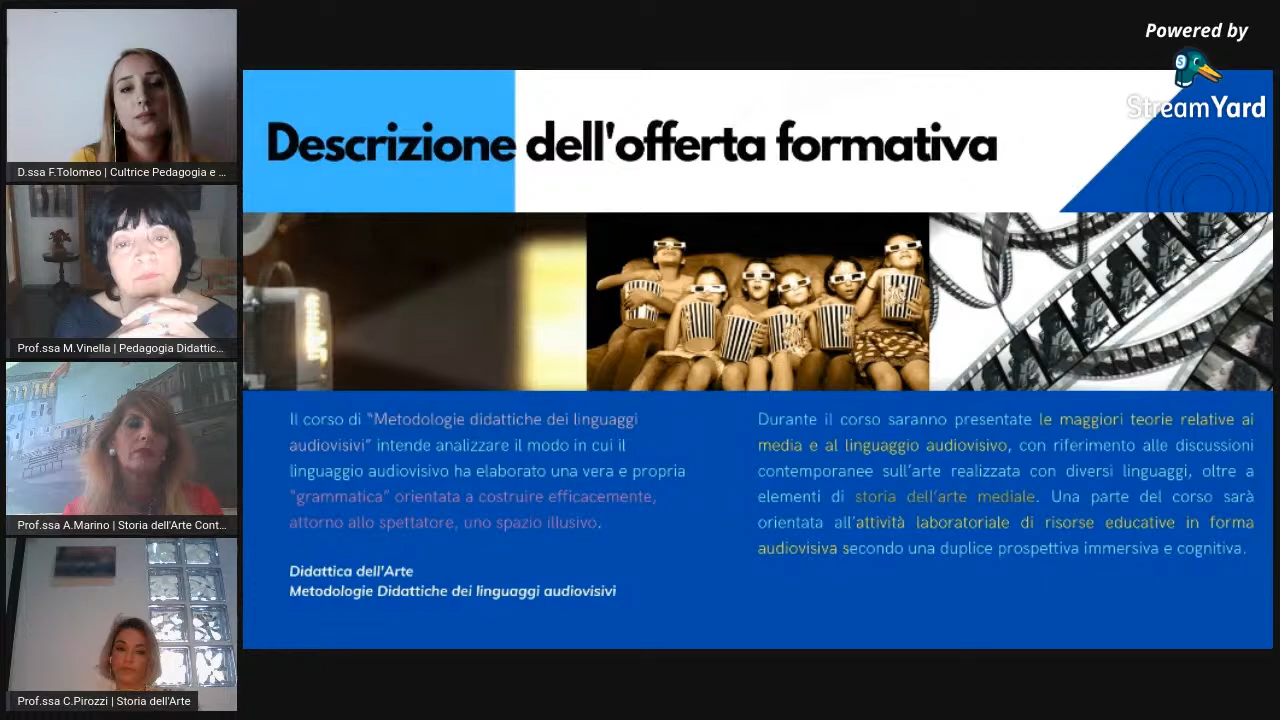 Powered by
StreamYard
Descrizione dell'offerta formativa
D.ssa F.Tolomeo | Cultrice Pedagogia e ...
Prof.ssa M.Vinella | Pedagogia Didattic...
Prof.ssa A.Marino | Storia dell'Arte Cont...
Prof.ssa C.Pirozzi | Storia dell'Arte
Il corso di “Metodologie didattiche dei linguaggi
audiovisivi” intende analizzare il modo in cui il
linguaggio audiovisivo ha elaborato una vera e propria
“grammatica” orientata a costruire efficacemente,
attorno allo spettatore, uno spazio illusivo.
Didattica dell'Arte
Metodologie Didattiche dei linguaggi audiovisivi
Durante il corso saranno presentate le maggiori teorie relative ai
media e al linguaggio audiovisivo, con riferimento alle discussioni
contemporanee sull’arte realizzata con diversi linguaggi, oltre a
elementi di storia dell’arte mediale. Una parte del corso sarà
orientata all’attività laboratoriale di risorse educative in forma
audiovisiva secondo una duplice prospettiva immersiva e cognitiva.